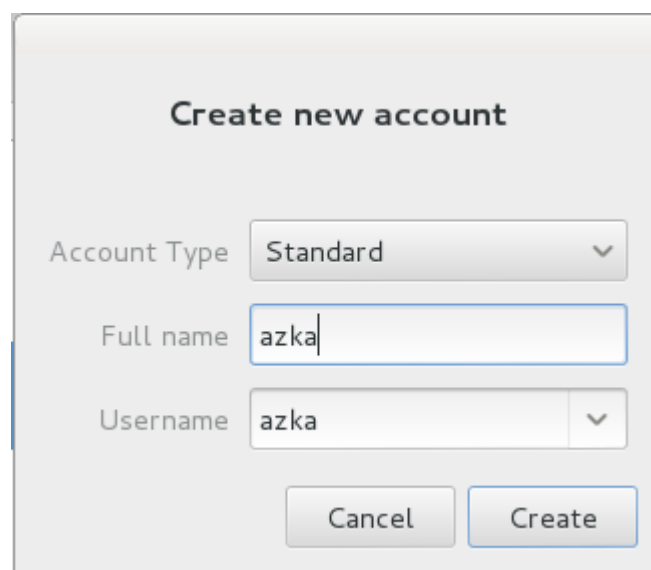 Create new account
Account Type Standard
Full name azka
Username azka
Cancel Create